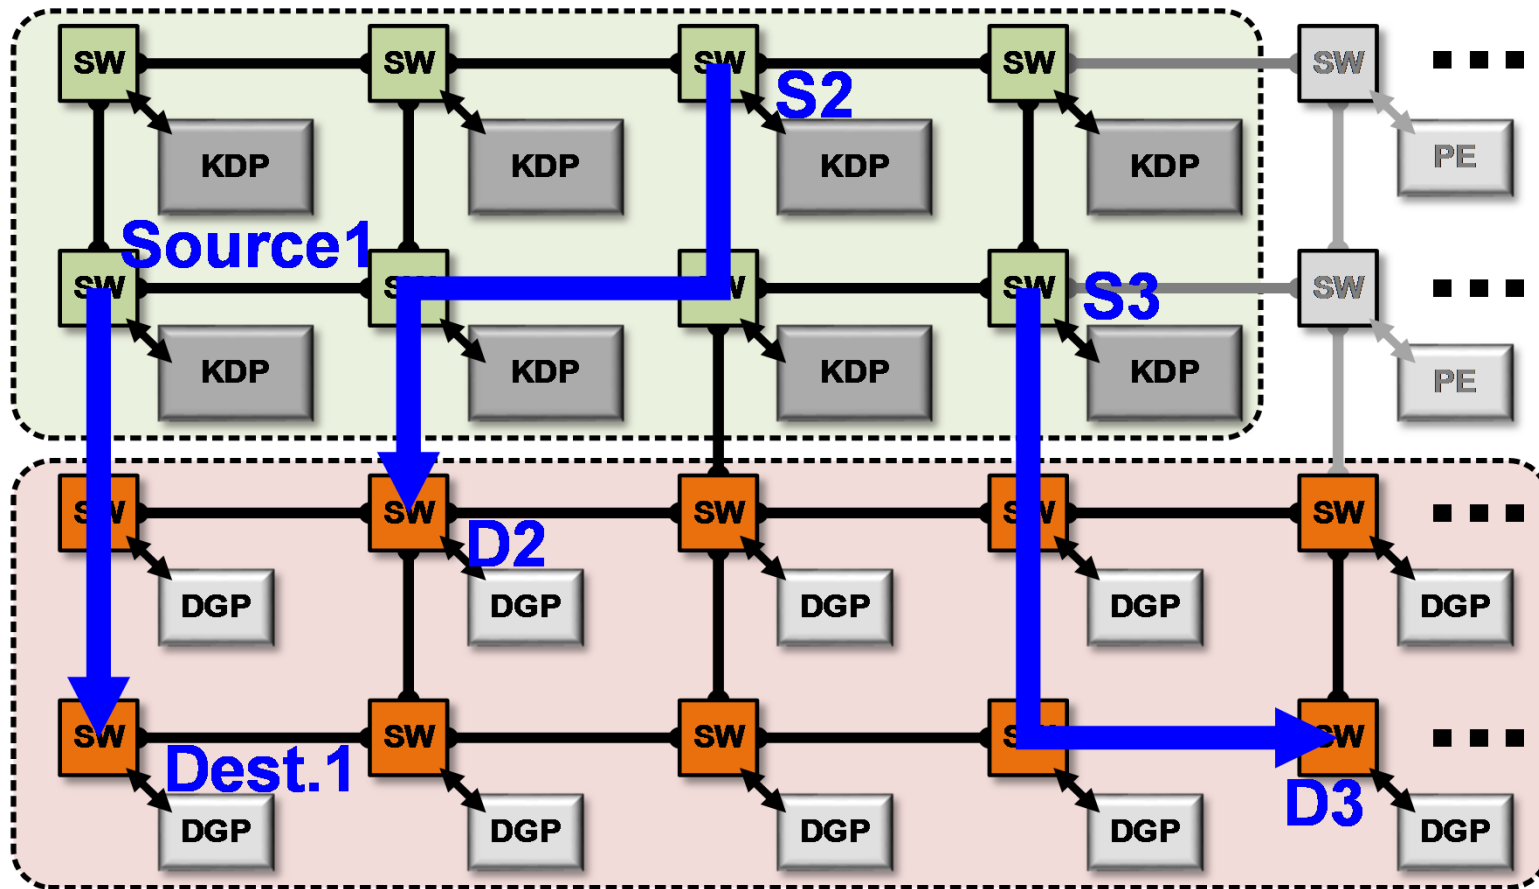 SW SW SW SW SW ...
S2
KDP KDP KDP KDP PE
Source1
SW SW SW SW SW ...
S3
KDP KDP KDP KDP PE
SW SW SW SW SW ...
D2
DGP DGP DGP DGP DGP
SW SW SW SW SW ...
Dest.1
D3
DGP DGP DGP DGP DGP